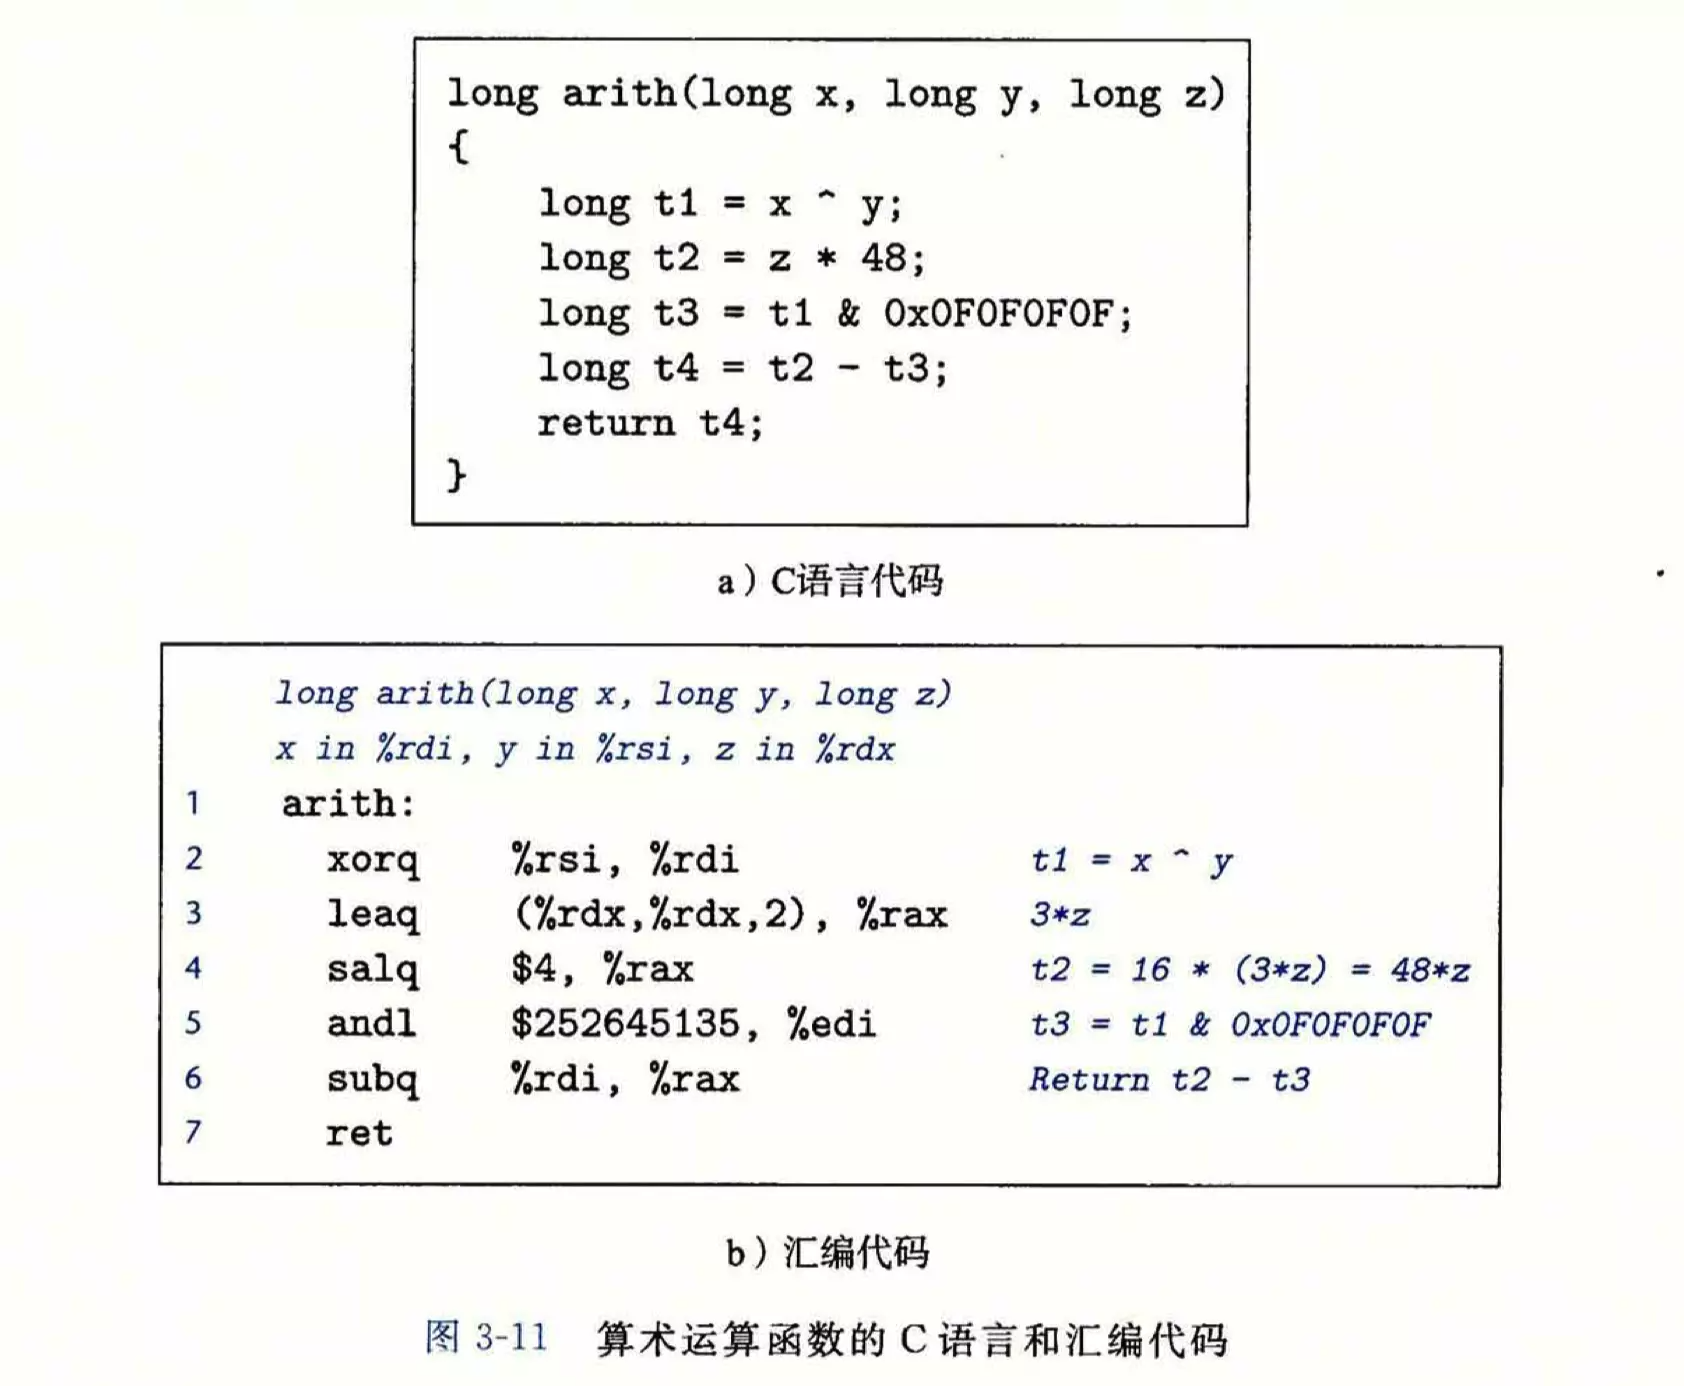 long arith(long x, long y, long z)
{
long t1 = x ^ y;
long t2 = z * 48;
long t3 = t1 & 0x0F0F0F0F;
long t4 = t2 - t3;
return t4;
}
a）C语言代码
long arith(long x, long y, long z)
x in %rdi, y in %rsi, z in %rdx
1 arith:
2 xorq %rsi, %rdi t1 = x ^ y
3 leaq (%rdx,%rdx,2), %rax 3*z
4 salq $4, %rax t2 = 16 * (3*z) = 48*z
5 andl $252645135, %edi t3 = t1 & 0x0F0F0F0F
6 subq %rdi, %rax Return t2 - t3
7 ret
b）汇编代码
图 3-11 算术运算函数的 C 语言和汇编代码